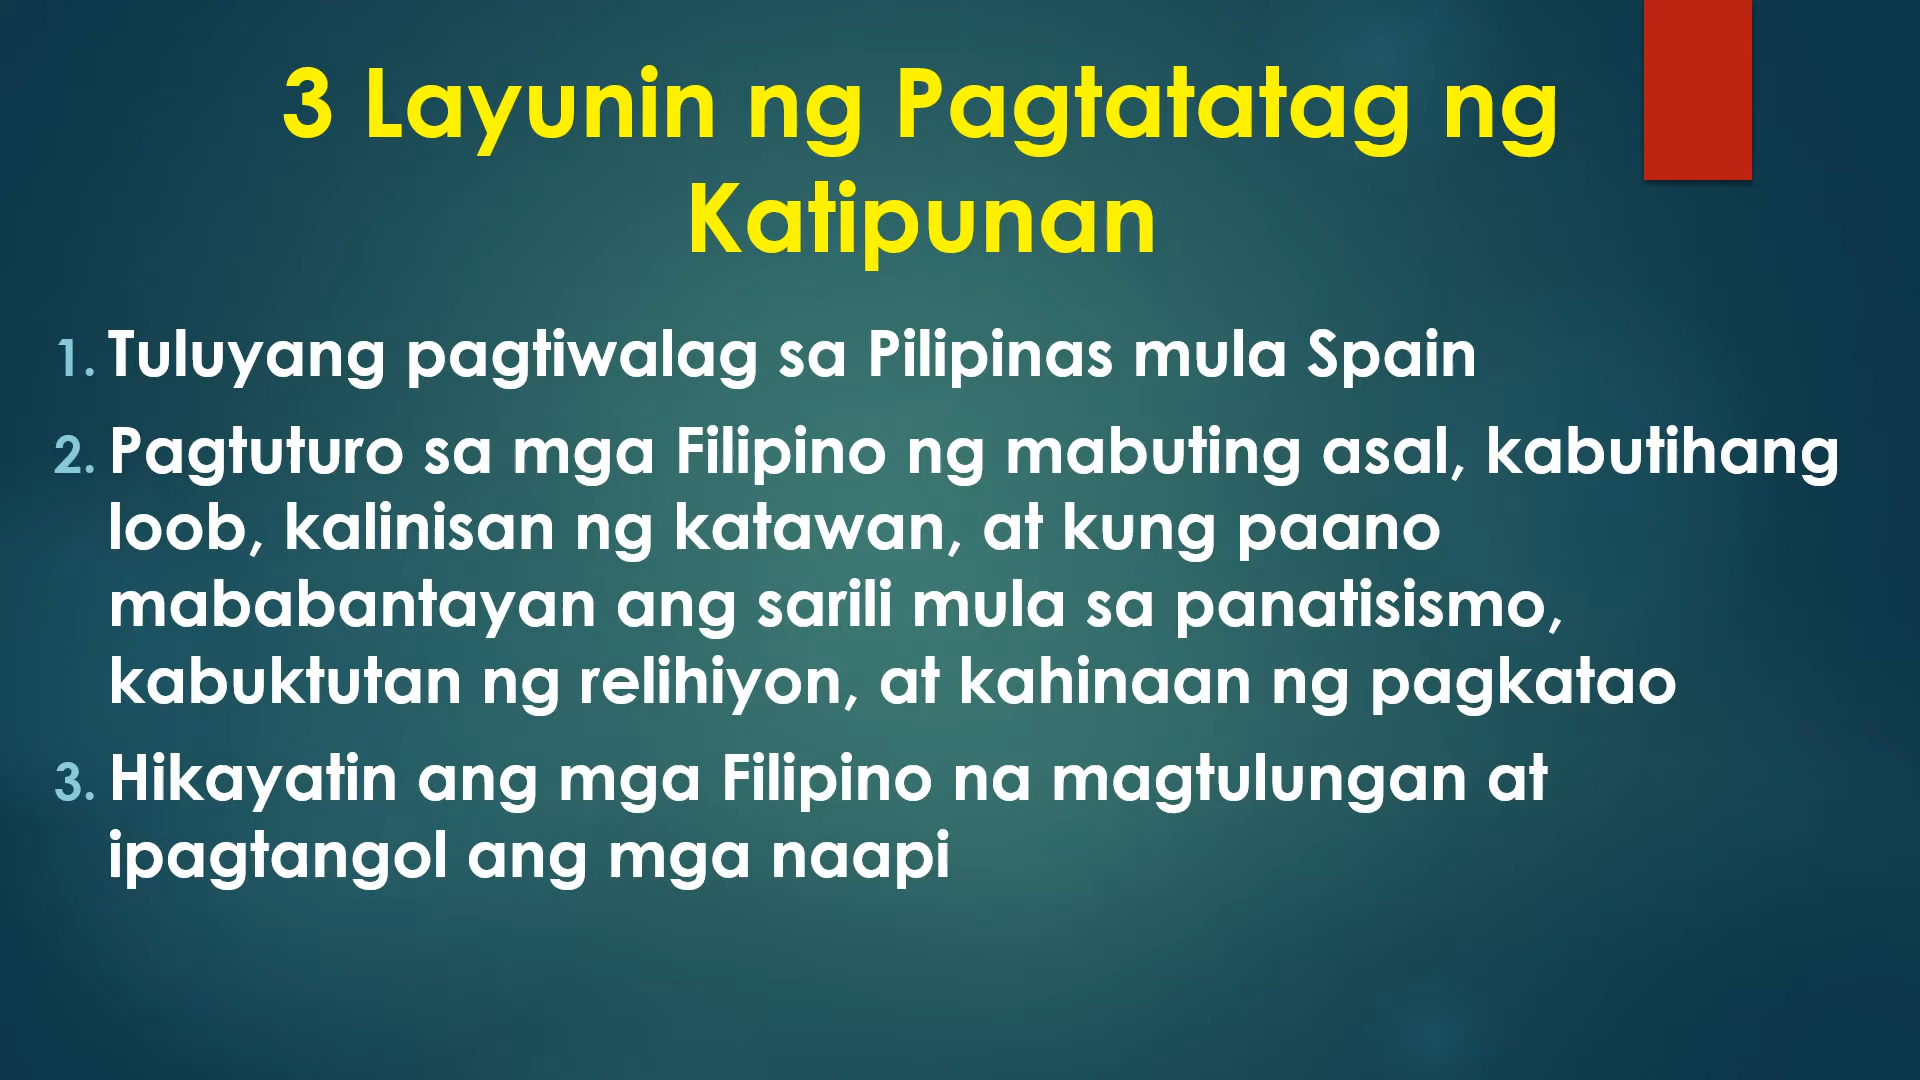 3 Layunin ng Pagtatatag ng
Katipunan
1. Tuluyang pagtiwalag sa Pilipinas mula Spain
2. Pagtuturo sa mga Filipino ng mabuting asal, kabutihang
loob, kalinisan ng katawan, at kung paano
mababantayan ang sarili mula sa panatisismo,
kabuktutan ng relihiyon, at kahinaan ng pagkatao
3. Hikayatin ang mga Filipino na magtulungan at
ipagtangol ang mga naapi